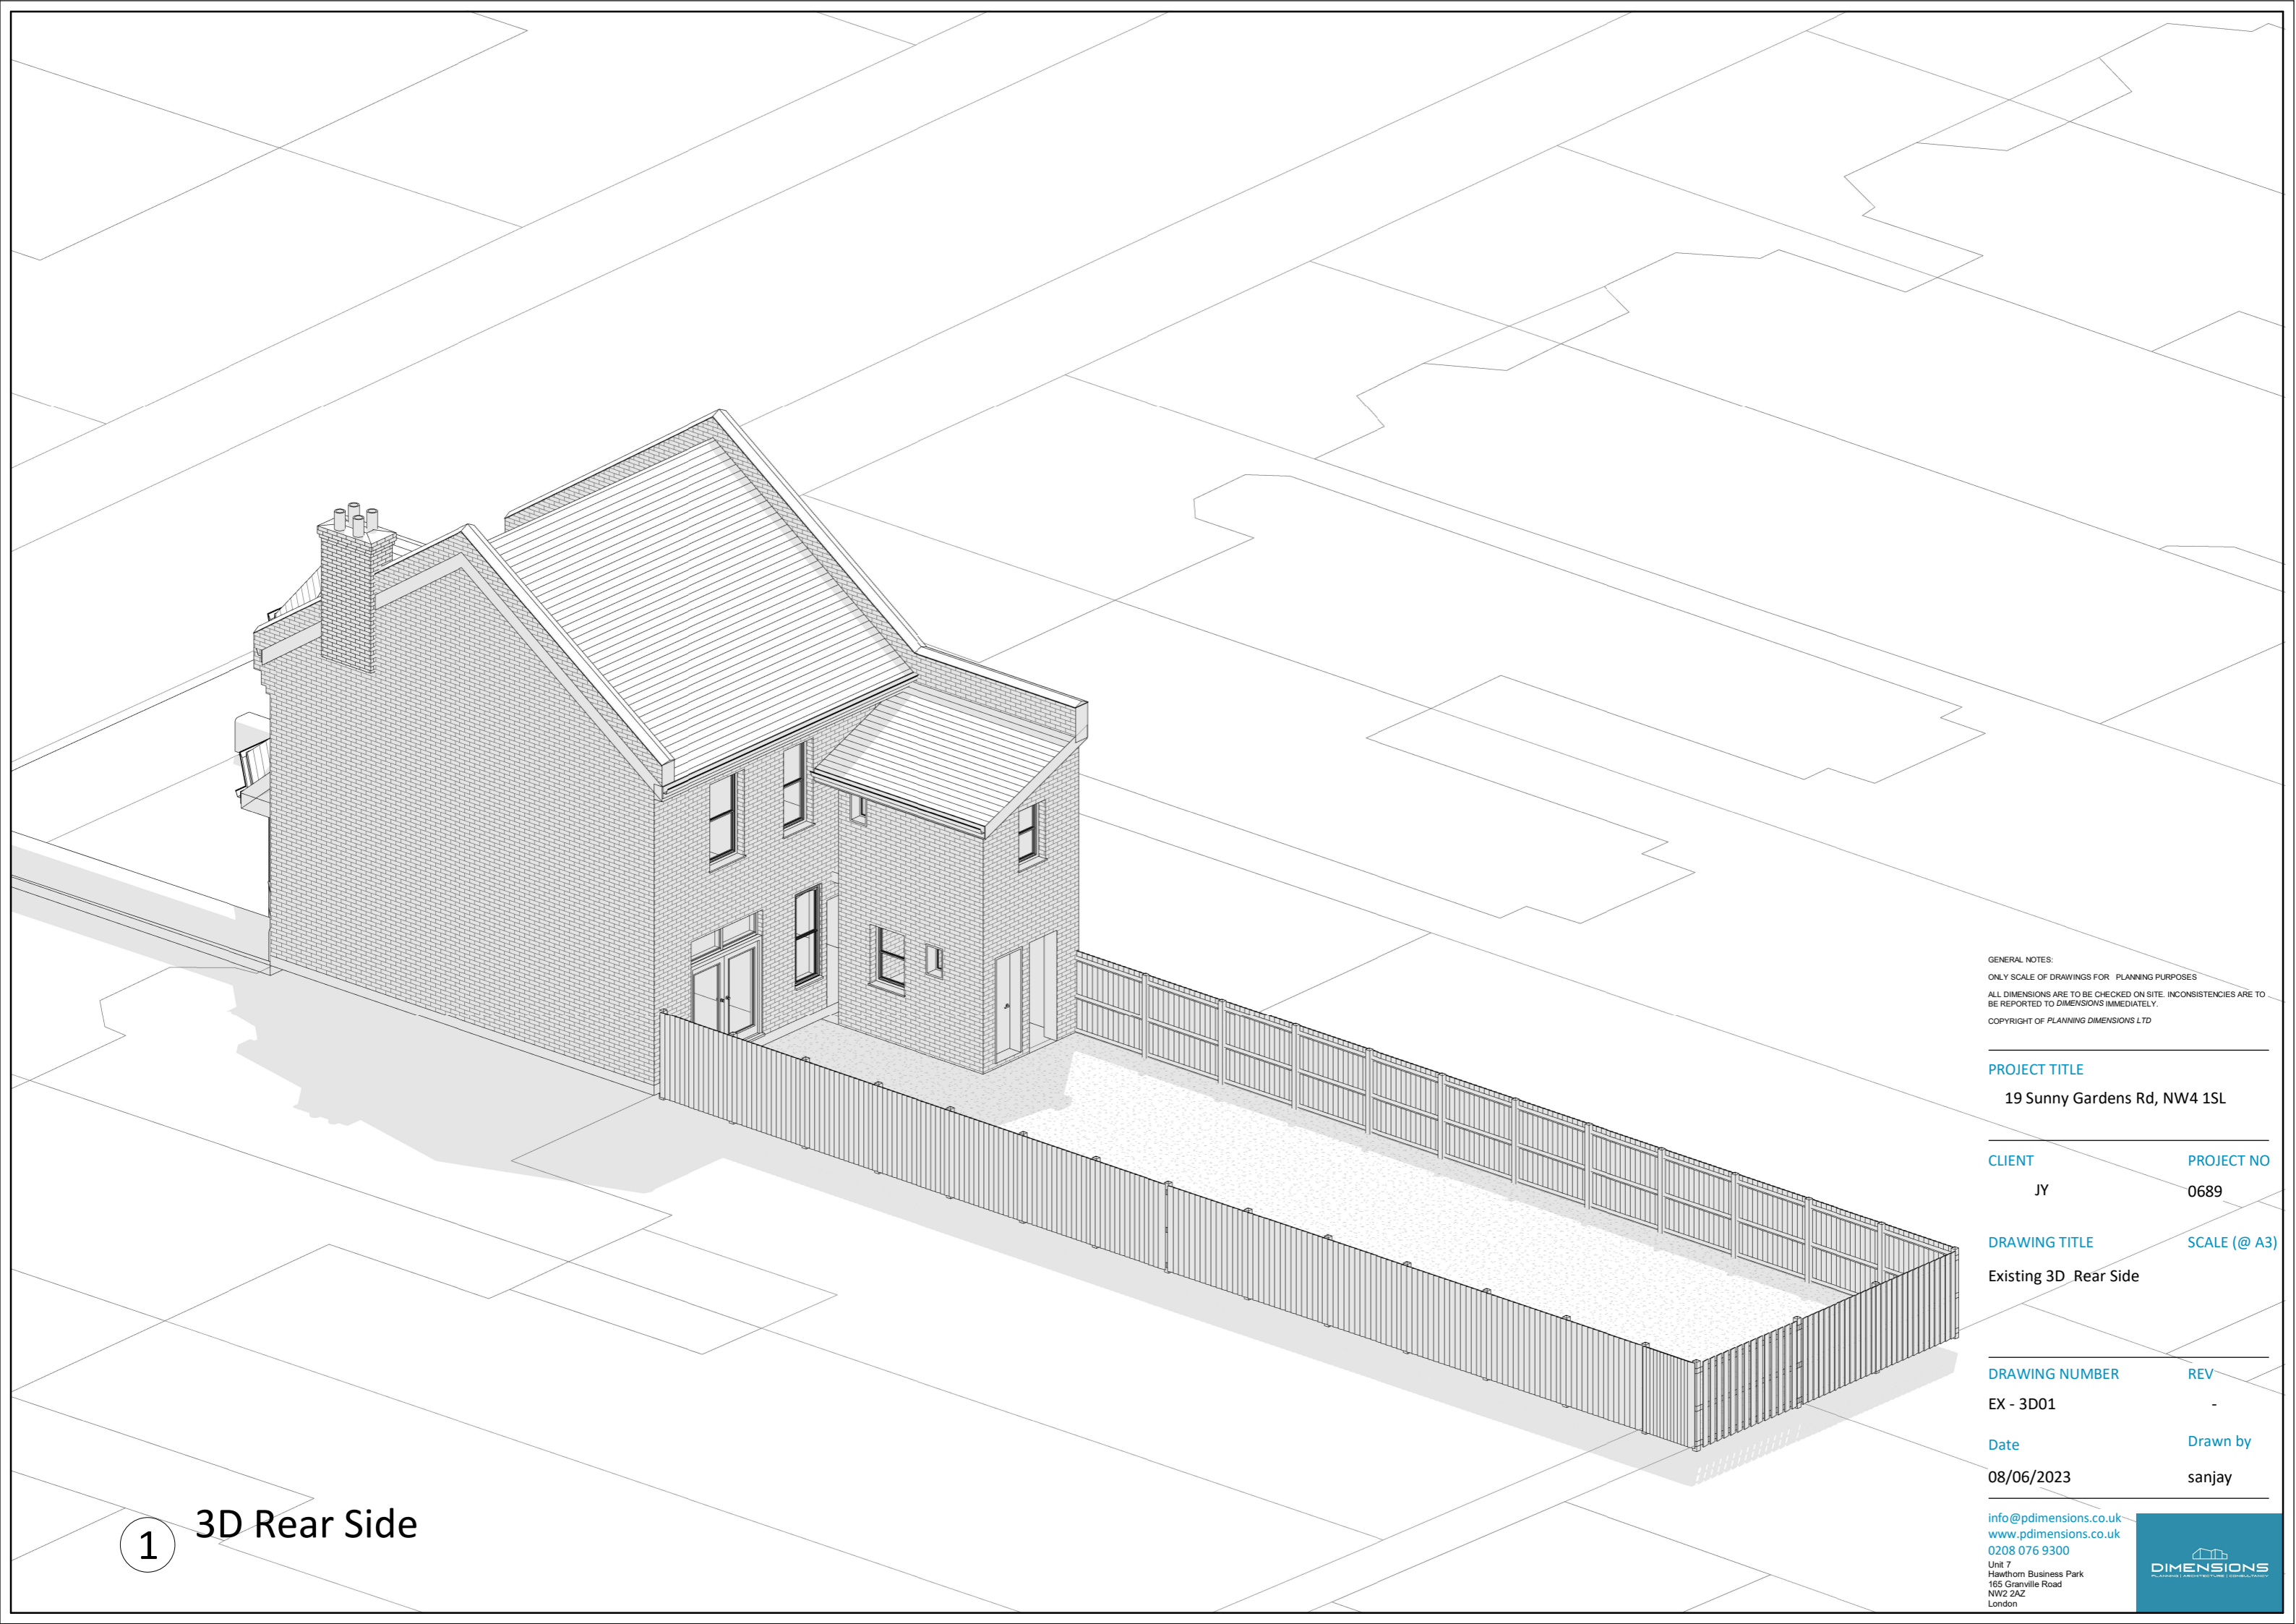 GENERAL NOTES:
ONLY SCALE OF DRAWINGS FOR PLANNING PURPOSES
ALL DIMENSIONS ARE TO BE CHECKED ON SITE. INCONSISTENCIES ARE TO
BE REPORTED TO DIMENSIONS IMMEDIATELY.
COPYRIGHT OF PLANNING DIMENSIONS LTD
PROJECT TITLE
19 Sunny Gardens Rd, NW4 1SL
CLIENT PROJECT NO
JY 0689
DRAWING TITLE SCALE (@ A3)
Existing 3D Rear Side
DRAWING NUMBER REV
EX - 3D01 -
Date Drawn by
08/06/2023 sanjay
info@pdimensions.co.uk
www.pdimensions.co.uk
0208 076 9300
Unit 7
Hawthorn Business Park
165 Granville Road
NW2 2AZ
London
DIMENSIONS
PLANNING | ARCHITECTURE | CONSULTANCY
1 3D Rear Side